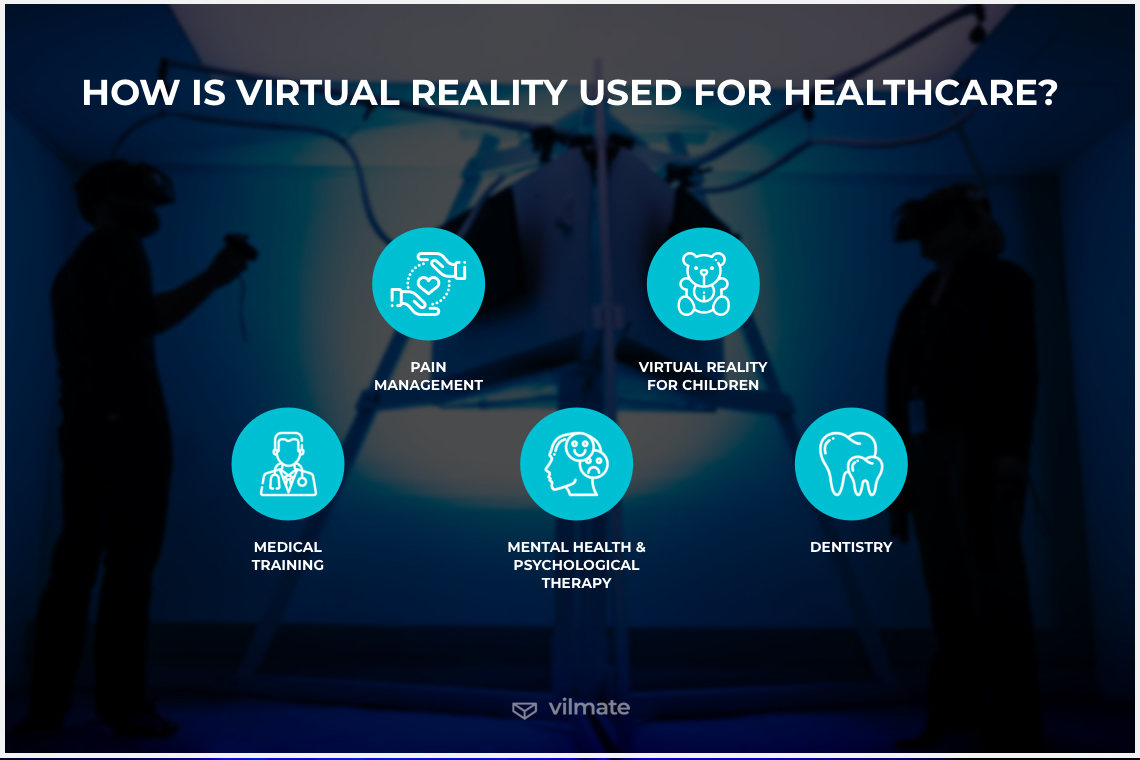 HOW IS VIRTUAL REALITY USED FOR HEALTHCARE?
PAIN
MANAGEMENT
VIRTUAL REALITY
FOR CHILDREN
MEDICAL
TRAINING
MENTAL HEALTH &
PSYCHOLOGICAL
THERAPY
DENTISTRY
vilmate